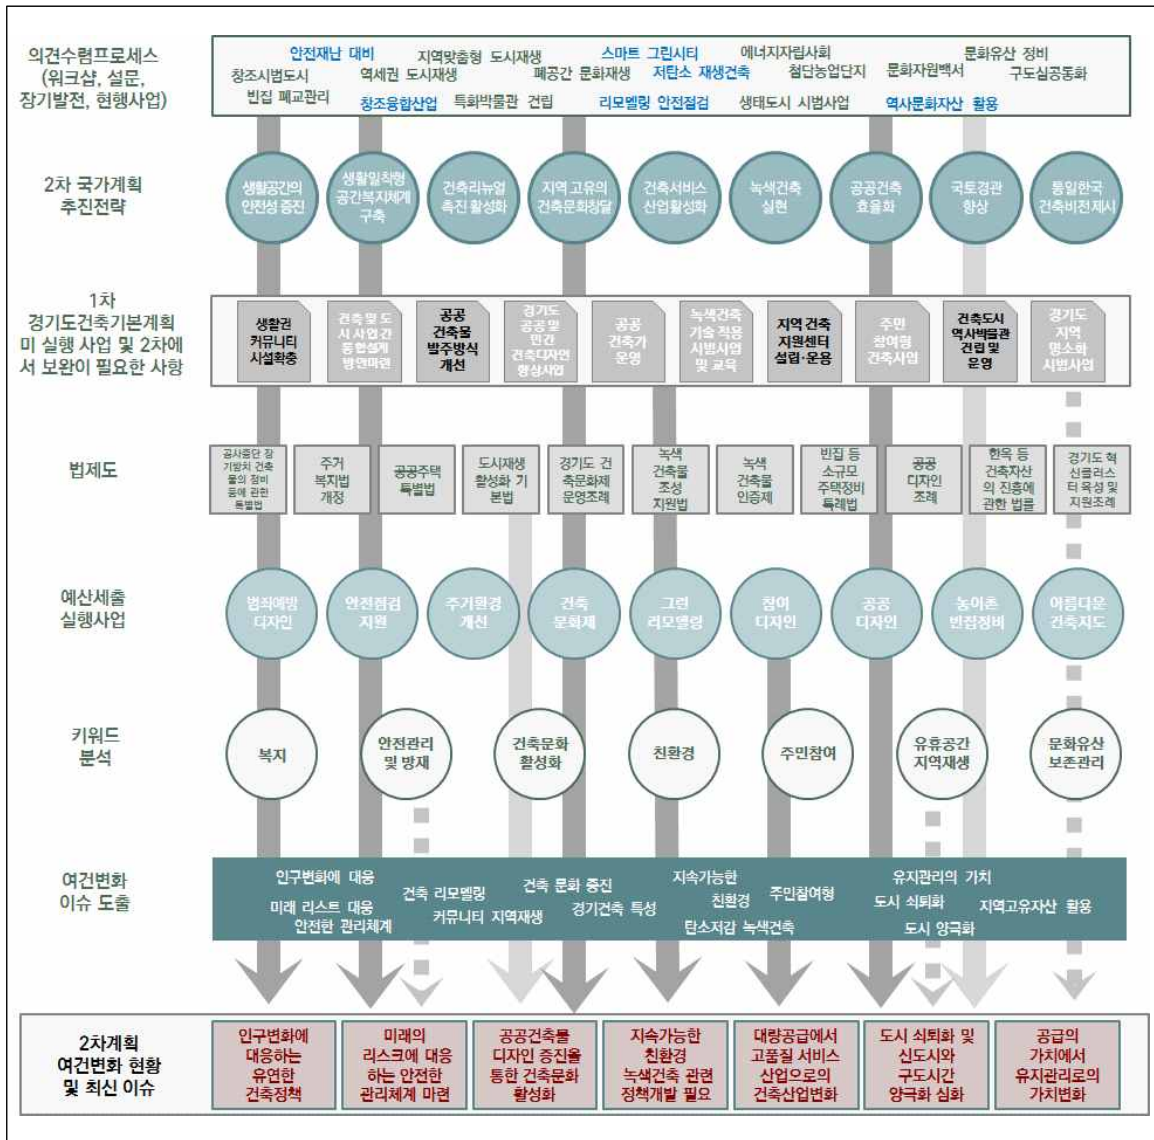 의견수렴프로세스
(워크샵, 설문,
장기발전, 현행사업)
안전재난 대비
지역맞춤형 도시재생
스마트 그린시티
에너지자립사회
문화유산 정비
창조시범도시
역세권 도시재생
폐공간 문화재생
저탄소 재생건축
첨단농업단지
문화자원백서
구도심공동화
빈집 폐교관리
창조융합산업
특화박물관 건립
리모델링 안전점검
생태도시 시범사업
역사문화자산 활용
2차 국가계획
추진전략
생활공간의
안전성 증진
생활밀착형
공간복지체계
구축
건축리뉴얼
촉진 활성화
지역 고유의
건축문화창달
건축서비스
산업활성화
녹색건축
실현
공공건축
효율화
국토경관
향상
통일한국
건축비전 제시
1차
경기도건축기본계획
미 실행 사업 및 2차에
서 보완이 필요한 사항
생활권
커뮤니티
시설확충
건축 및 도
시 사업 간
통합설계
방안마련
공공
건축물
발주방식
개선
경기도
공공 및
민간
건축디자인
향상사업
공공
건축가
운영
녹색건축
기술 적용
시범사업
및 교육
지역 건축
지원센터
설립·운용
주민
참여형
건축사업
건축도시
역사박물관
건립 및
운영
경기도
지역
명소화
시범사업
법제도
공사중단 장
기방치 건축
물의 정비
등에 관한
특별법
주거
복지법
개정
공공주택
특별법
도시재생
활성화 기
본법
경기도 건
축문화제
운영조례
녹색
건축물
조성
지원법
녹색
건축물
인증제
빈집 등
소규모
주택정비
특례법
공공
디자인
조례
한옥 등
건축자산
의 진흥에
관한 법률
경기도 혁
신클러스
터 육성 및
지원조례
예산세출
실행사업
범죄예방
디자인
안전점검
지원
주거환경
개선
건축
문화제
그린
리모델링
참여
디자인
공공
디자인
농어촌
빈집정비
아름다운
건축지도
키워드
분석
복지
안전관리
및 방재
건축문화
활성화
친환경
주민참여
유휴공간
지역재생
문화유산
보존관리
여건변화
이슈 도출
인구변화에 대응
미래 리스트 대응
안전한 관리체계
건축 리모델링
커뮤니티 지역재생
건축 문화 증진
경기건축 특성
지속가능한
친환경
탄소저감 녹색건축
주민참여형
유지관리의 가치
도시 쇠퇴화
도시 양극화
지역고유자산 활용
2차계획
여건변화 현황
및 최신 이슈
인구변화에
대응하는
유연한
건축정책
미래의
리스크에 대응
하는 안전한
관리체계 마련
공공건축물
디자인 증진을
통한 건축문화
활성화
지속가능한
친환경
녹색건축 관련
정책개발 필요
대량공급에서
고품질 서비스
산업으로의
건축산업변화
도시 쇠퇴화 및
신도시와
구도시간
양극화 심화
공급의
가치에서
유지관리로의
가치변화